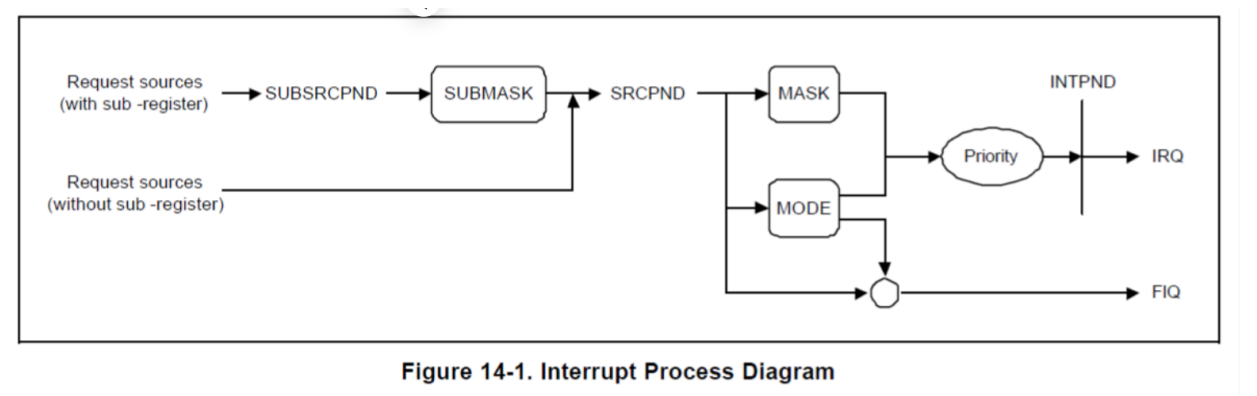 Request sources
(with sub -register)
SUBSRCPND
SUBMASK
SRCPND
MASK
INTPND
Priority
IRQ
Request sources
(without sub -register)
MODE
FIQ
Figure 14-1. Interrupt Process Diagram